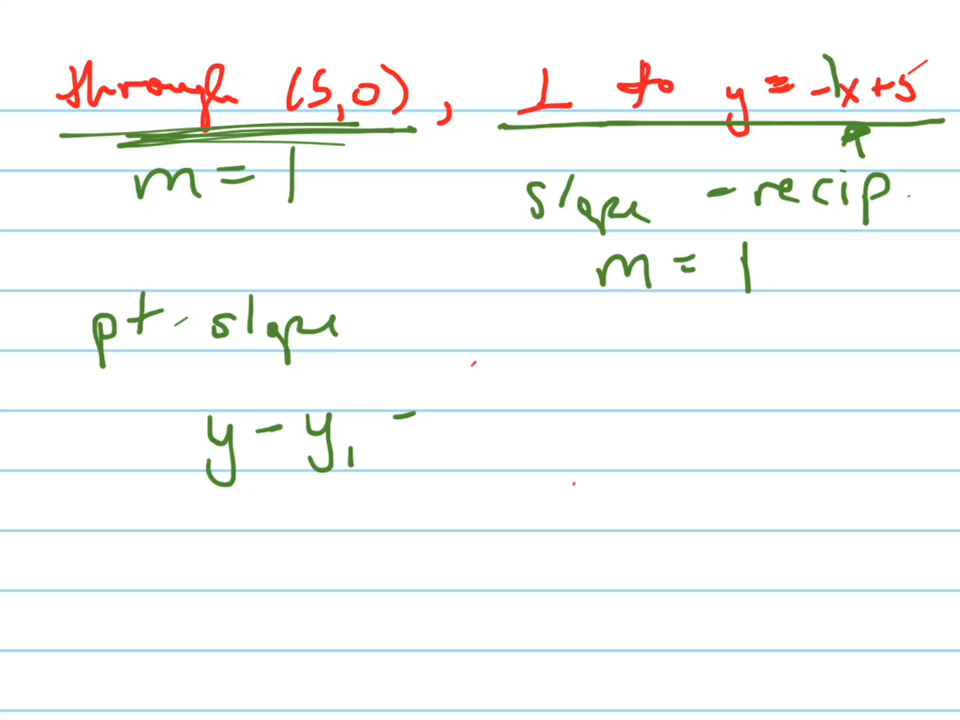 through (5,0), ⊥ to y = -1x + 5
m = 1
slope - recip.
m = 1
pt - slope
y - y₁ =